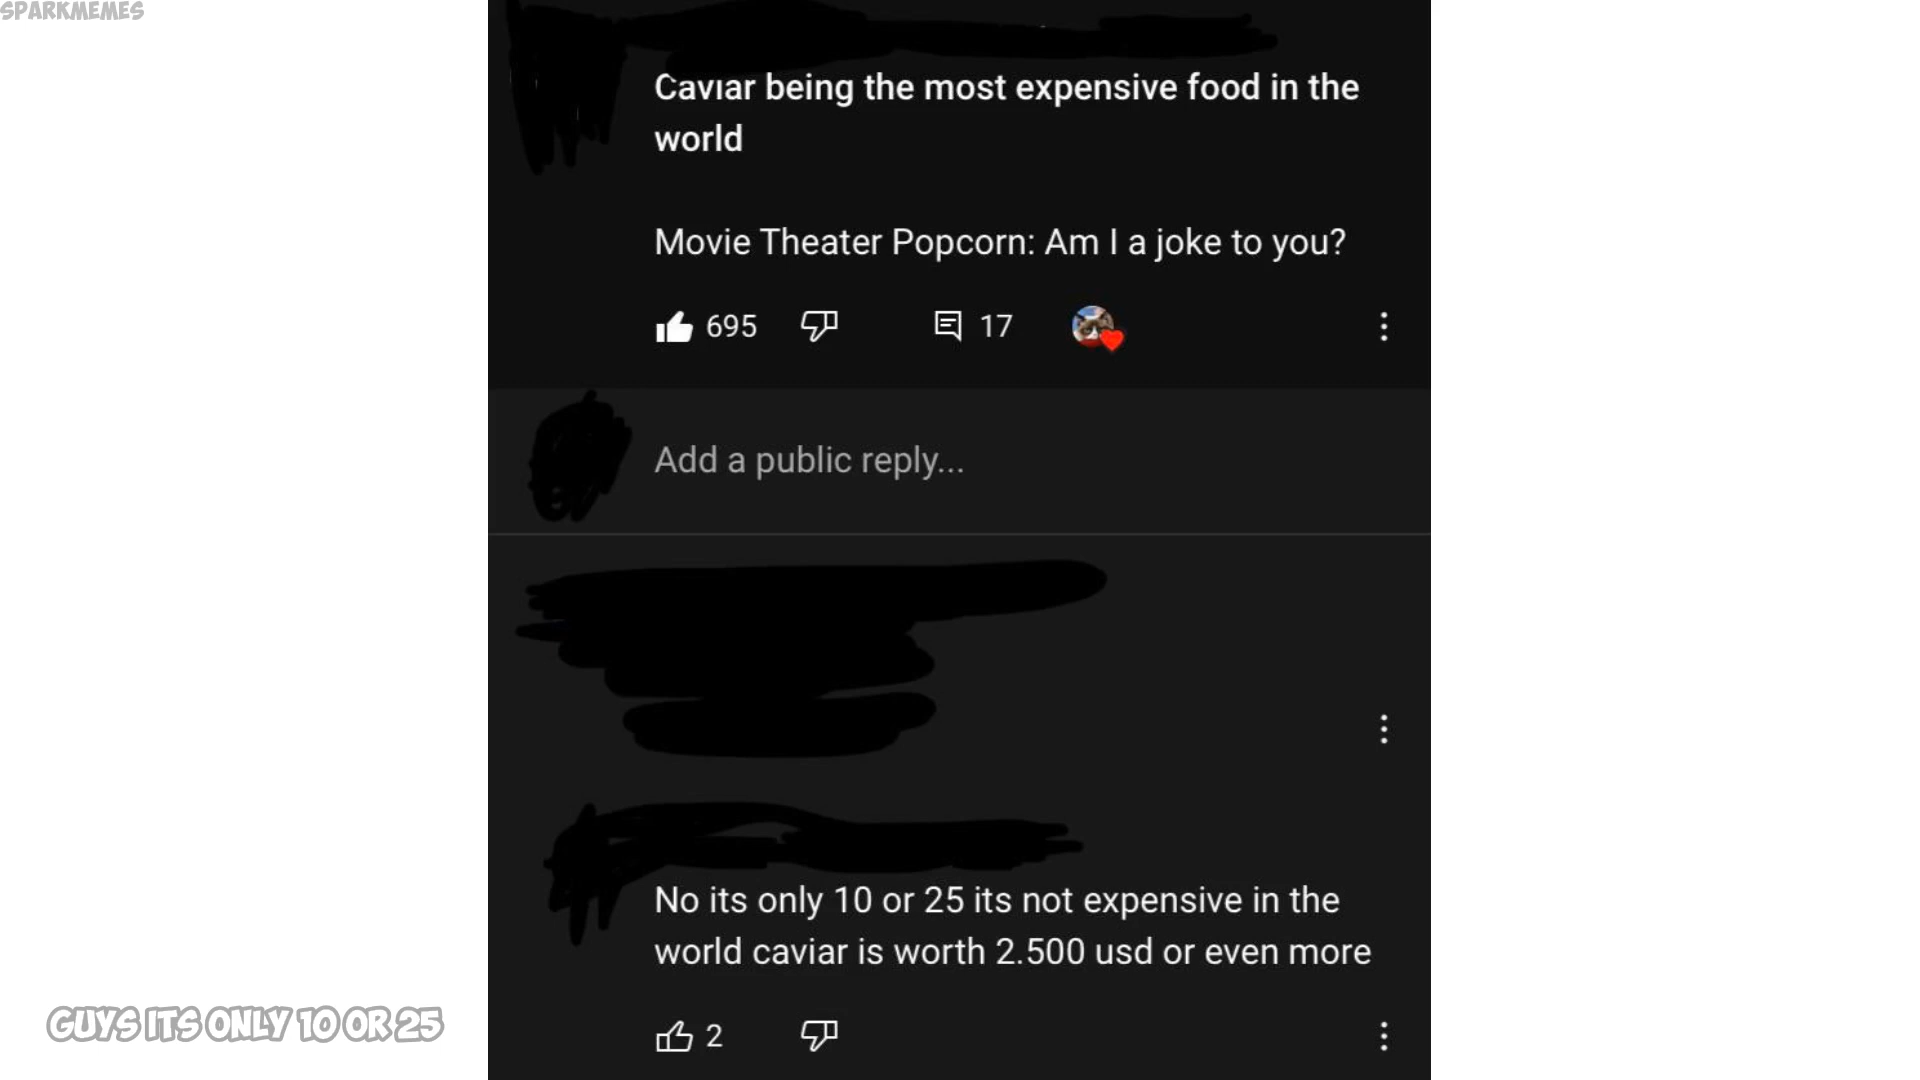 SPARKMEMES
Caviar being the most expensive food in the
world
Movie Theater Popcorn: Am I a joke to you?
695
17
Add a public reply...
No its only 10 or 25 its not expensive in the
world caviar is worth 2.500 usd or even more
GUYS ITS ONLY 10 OR 25
2